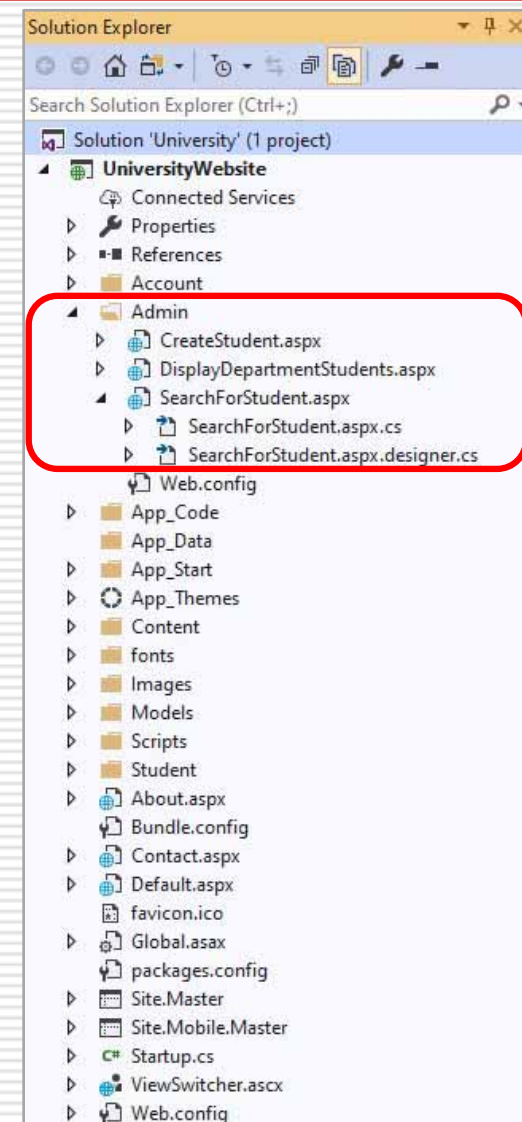 Solution Explorer
Search Solution Explorer (Ctrl+;)
Solution 'University' (1 project)
UniversityWebsite
Connected Services
Properties
References
Account
Admin
CreateStudent.aspx
DisplayDepartmentStudents.aspx
SearchForStudent.aspx
SearchForStudent.aspx.cs
SearchForStudent.aspx.designer.cs
Web.config
App_Code
App_Data
App_Start
App_Themes
Content
fonts
Images
Models
Scripts
Student
About.aspx
Bundle.config
Contact.aspx
Default.aspx
favicon.ico
Global.asax
packages.config
Site.Master
Site.Mobile.Master
C# Startup.cs
ViewSwitcher.ascx
Web.config